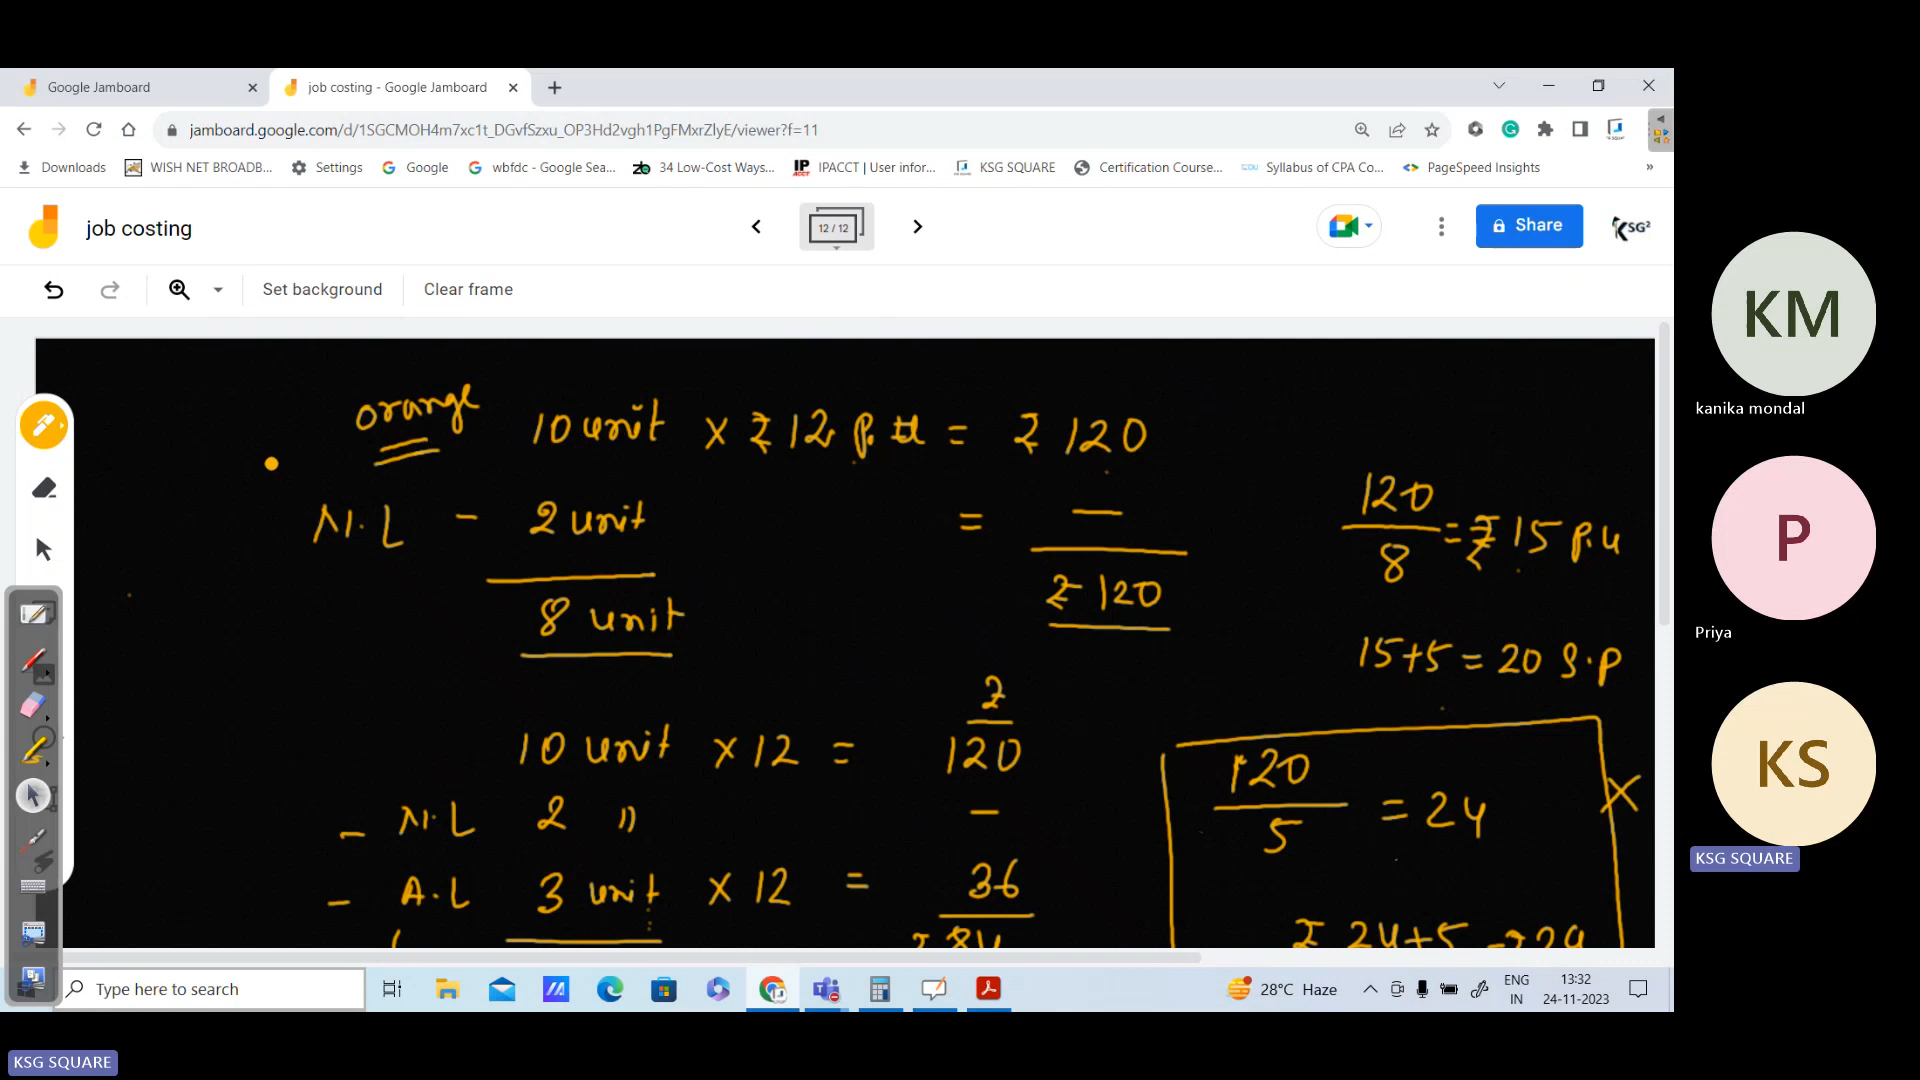 Google Jamboard
job costing - Google Jamboard
jamboard.google.com/d/1SGCMOH4m7xc1t_DGvfSzxu_OP3Hd2vgh1PgFMxrZlyE/viewer?f=11
Downloads WISH NET BROADB... Settings Google wbfdc - Google Sea... 34 Low-Cost Ways... IPACCT | User infor... KSG SQUARE Certification Course... Syllabus of CPA Co... PageSpeed Insights »
job costing
12 / 12
Share
KSG²
Set background Clear frame
orange 10 unit × ₹ 12 p.u = ₹ 120
N.L - 2 unit = —
8 unit ₹ 120
120
8
= ₹ 15 p.u
15+5 = 20 S.P
₹
10 unit × 12 = 120
- N.L 2 " —
- A.L 3 unit × 12 = 36
₹ 84
120
5
= 24
×
₹ 24+5 = ₹29
KM
kanika mondal
P
Priya
KS
KSG SQUARE
Type here to search
28°C Haze
ENG
IN
13:32
24-11-2023
KSG SQUARE